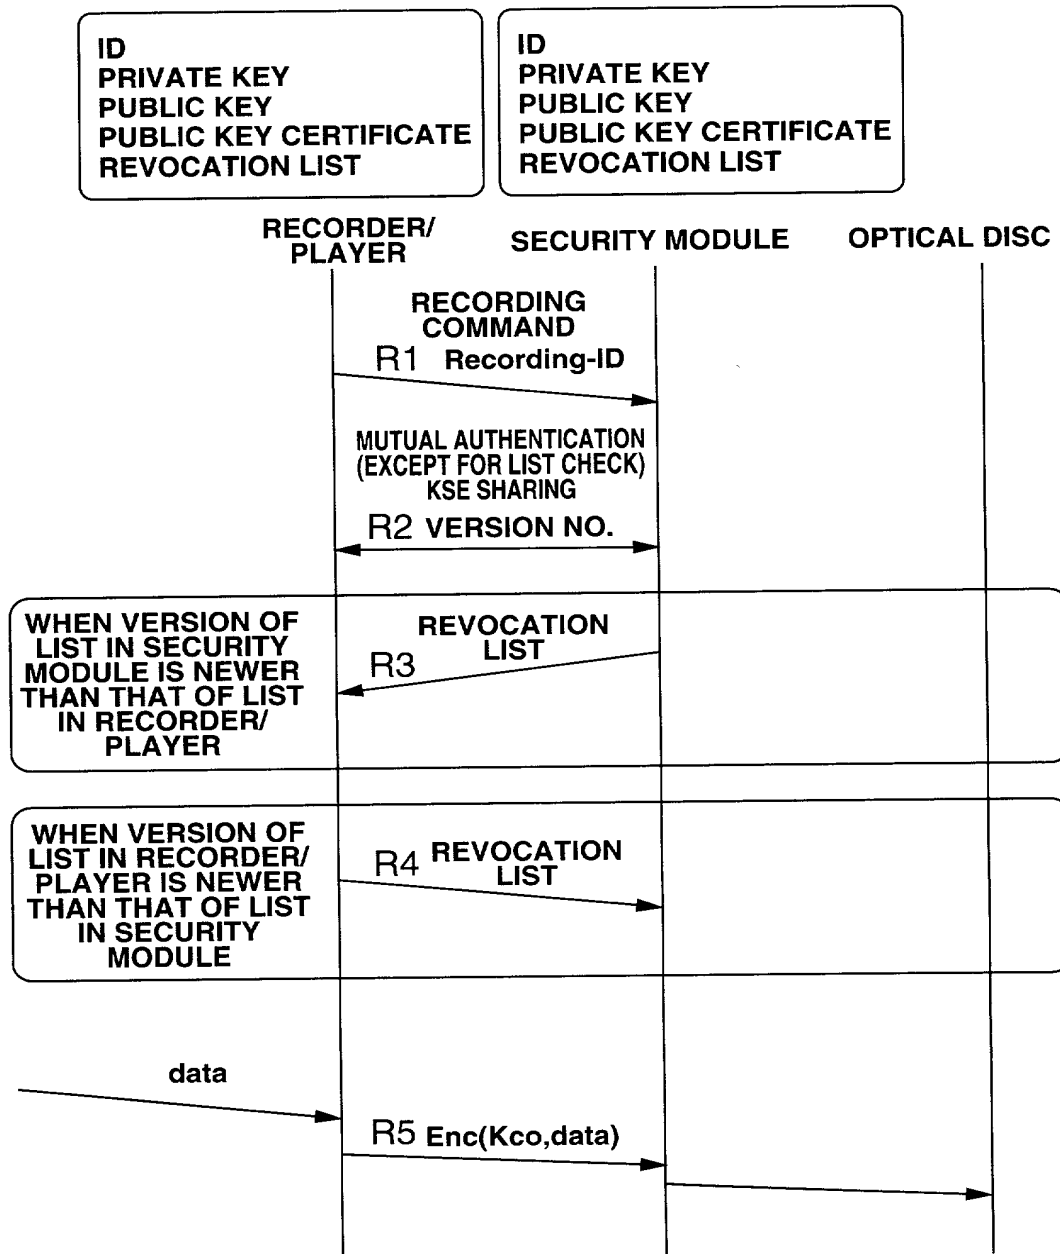 ID
PRIVATE KEY
PUBLIC KEY
PUBLIC KEY CERTIFICATE
REVOCATION LIST
ID
PRIVATE KEY
PUBLIC KEY
PUBLIC KEY CERTIFICATE
REVOCATION LIST
RECORDER/
PLAYER
SECURITY MODULE
OPTICAL DISC
RECORDING
COMMAND
R1 Recording-ID
MUTUAL AUTHENTICATION
(EXCEPT FOR LIST CHECK)
KSE SHARING
R2 VERSION NO.
WHEN VERSION OF
LIST IN SECURITY
MODULE IS NEWER
THAN THAT OF LIST
IN RECORDER/
PLAYER
REVOCATION
LIST
R3
WHEN VERSION OF
LIST IN RECORDER/
PLAYER IS NEWER
THAN THAT OF LIST
IN SECURITY
MODULE
R4 REVOCATION
LIST
data
R5 Enc(Kco,data)